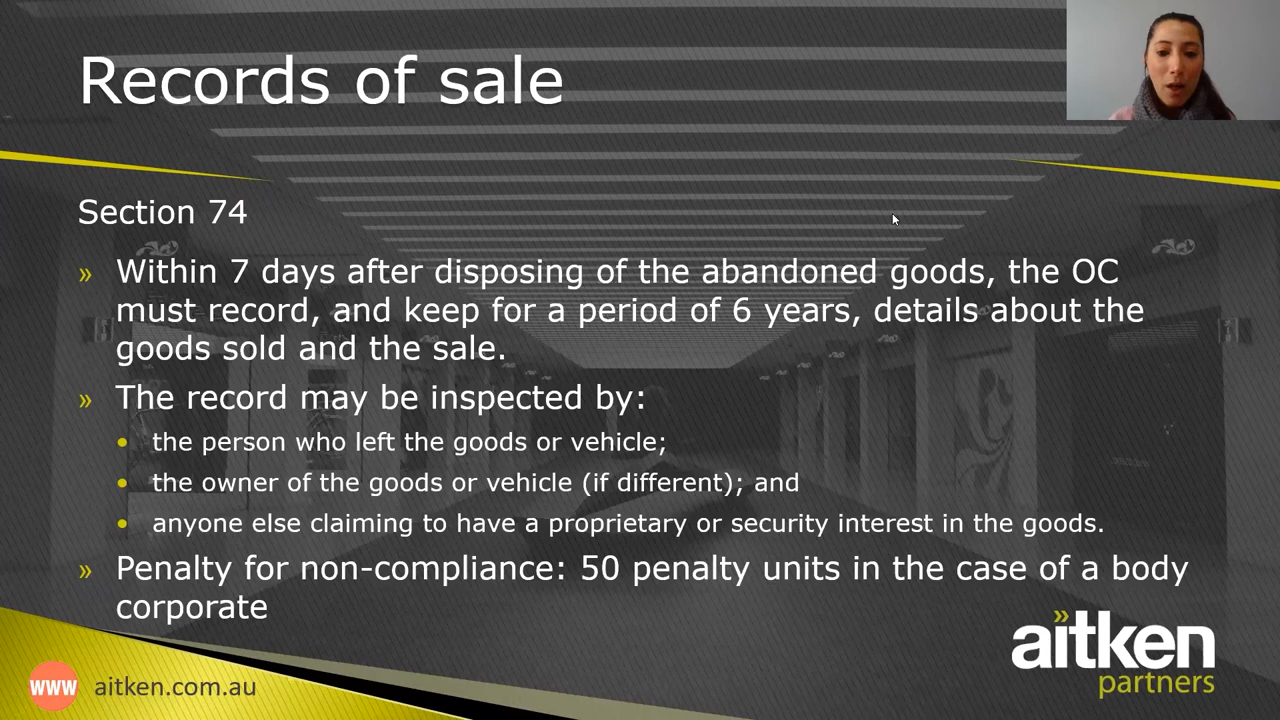 Records of sale
Section 74
» Within 7 days after disposing of the abandoned goods, the OC
must record, and keep for a period of 6 years, details about the
goods sold and the sale.
» The record may be inspected by:
• the person who left the goods or vehicle;
• the owner of the goods or vehicle (if different); and
• anyone else claiming to have a proprietary or security interest in the goods.
» Penalty for non-compliance: 50 penalty units in the case of a body
corporate
aitken
partners
www aitken.com.au